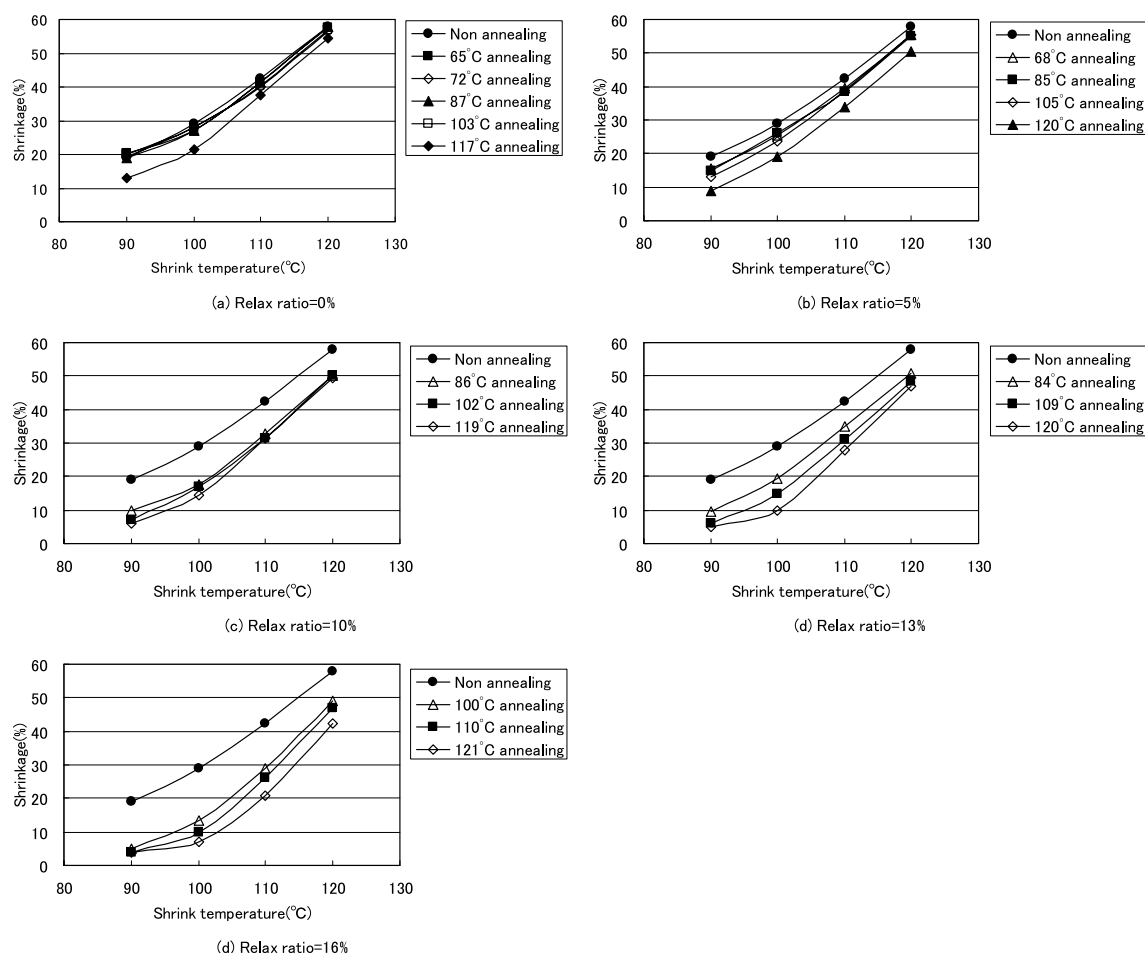 60
50
40
30
20
10
0
Shrinkage(%)
80 90 100 110 120 130
Shrink temperature(℃)
Non annealing
65°C annealing
72°C annealing
87°C annealing
103°C annealing
117°C annealing
(a) Relax ratio=0%
60
50
40
30
20
10
0
Shrinkage(%)
80 90 100 110 120 130
Shrink temperature(℃)
Non annealing
68°C annealing
85°C annealing
105°C annealing
120°C annealing
(b) Relax ratio=5%
60
50
40
30
20
10
0
Shrinkage(%)
80 90 100 110 120 130
Shrink temperature(℃)
Non annealing
86°C annealing
102°C annealing
119°C annealing
(c) Relax ratio=10%
60
50
40
30
20
10
0
Shrinkage(%)
80 90 100 110 120 130
Shrink temperature(℃)
Non annealing
84°C annealing
109°C annealing
120°C annealing
(d) Relax ratio=13%
60
50
40
30
20
10
0
Shrinkage(%)
80 90 100 110 120 130
Shrink temperature(℃)
Non annealing
100°C annealing
110°C annealing
121°C annealing
(d) Relax ratio=16%